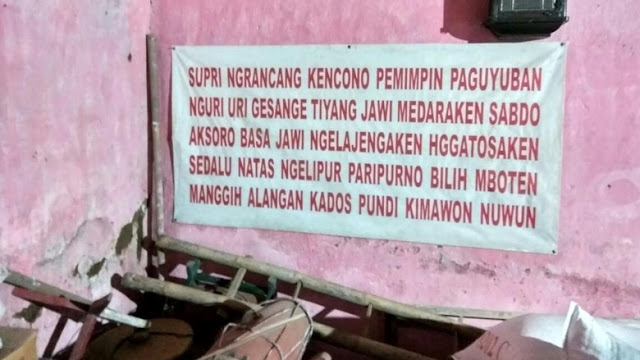 SUPRI NGRANCANG KENCONO PEMIMPIN PAGUYUBAN
NGURI URI GESANGE TIYANG JAWI MEDARAKEN SABDO
AKSORO BASA JAWI NGELAJENGAKEN HGGATOSAKEN
SEDALU NATAS NGELIPUR PARIPURNO BILIH MBOTEN
MANGGIH ALANGAN KADOS PUNDI KIMAWON NUWUN